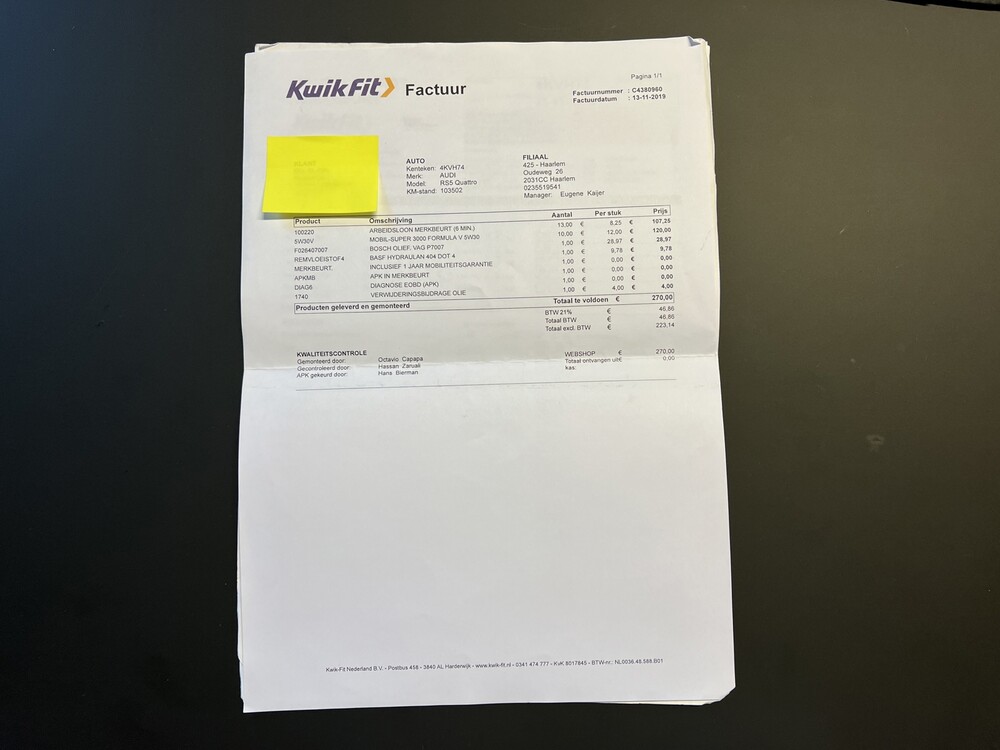 KwikFit Factuur
Pagina 1/1
Factuurnummer : C4380960
Factuurdatum : 13-11-2019
AUTO
Kenteken: 4KVH74
Merk: AUDI
Model: RS5 Quattro
KM-stand: 103502
FILIAAL
425 - Haarlem
Oudeweg 26
2031CC Haarlem
0235519541
Manager: Eugene Kaijer
Product Omschrijving Aantal Per stuk Prijs
100220 ARBEIDSLOON MERKBEURT (6 MIN.) 13,00 € 8,25 € 107,25
5W30V MOBIL-SUPER 3000 FORMULA V 5W30 10,00 € 12,00 € 120,00
F026407007 BOSCH OLIEF. VAG P7007 1,00 € 28,97 € 28,97
REMVLOEISTOF4 BASF HYDRAULAN 404 DOT 4 1,00 € 9,78 € 9,78
MERKBEURT. INCLUSIEF 1 JAAR MOBILITEITSGARANTIE 1,00 € 0,00 € 0,00
APKMB APK IN MERKBEURT 1,00 € 0,00 € 0,00
DIAG6 DIAGNOSE EOBD (APK) 1,00 € 0,00 € 0,00
1740 VERWIJDERINGSBIJDRAGE OLIE 1,00 € 4,00 € 4,00
Producten geleverd en gemonteerd Totaal te voldoen € 270,00
BTW 21% € 46,86
Totaal BTW € 46,86
Totaal excl. BTW € 223,14
KWALITEITSCONTROLE
Gemonteerd door: Octavio Capapa
Gecontroleerd door: Hassan Zaruali
APK gekeurd door: Hans Bierman
WEBSHOP € 270,00
Totaal ontvangen uit € 0,00
kas:
Kwik-Fit Nederland B.V. - Postbus 458 - 3840 AL Harderwijk - www.kwik-fit.nl - 0341 474 777 - KvK 8017845 - BTW-nr.: NL0036.46.588.B01